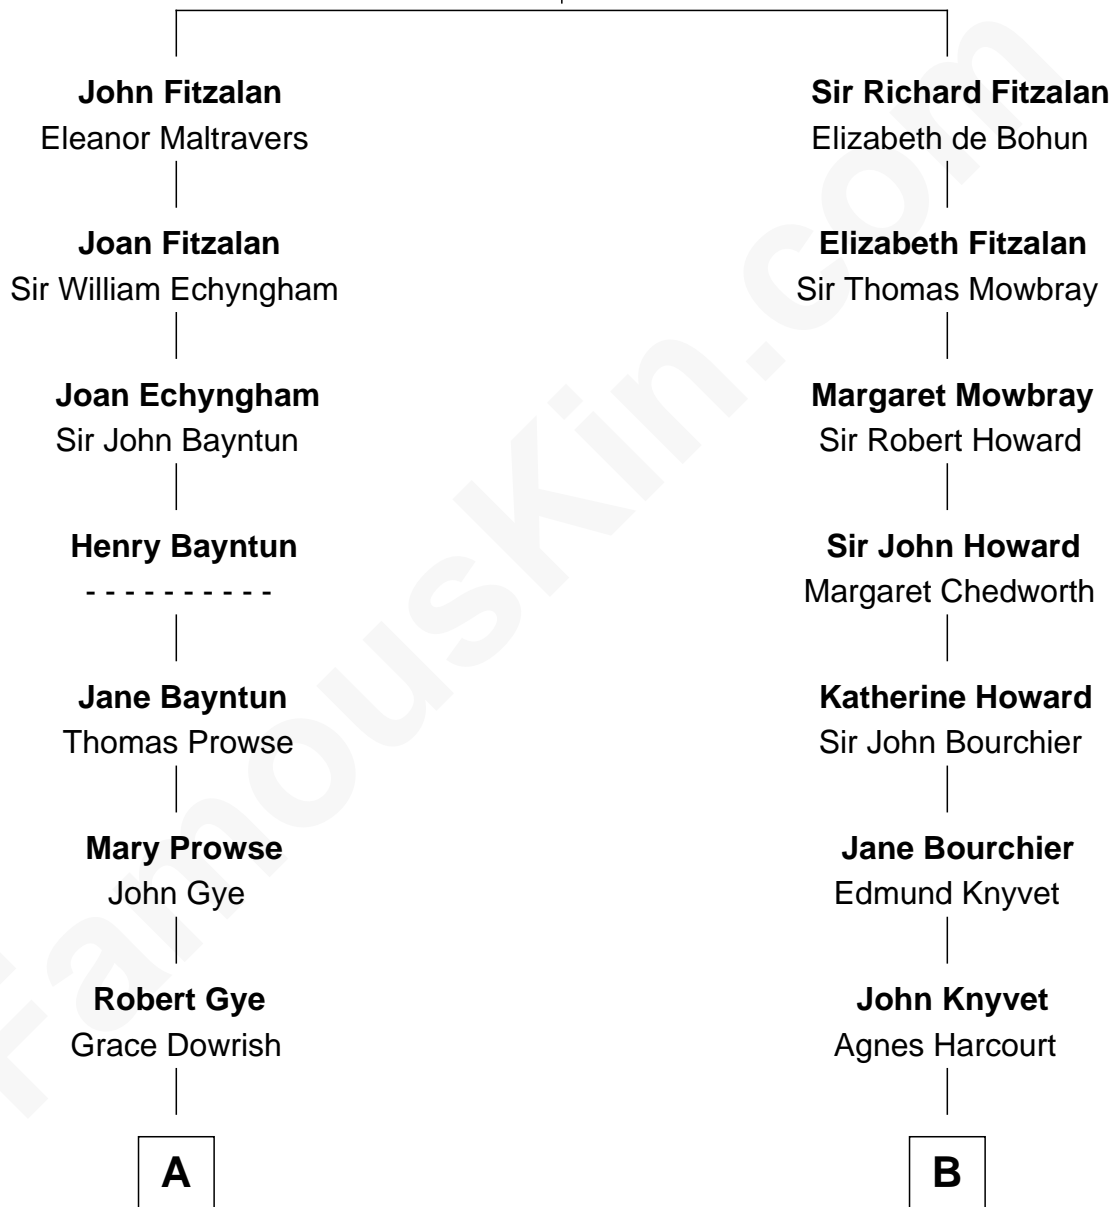 John Fitzalan
Eleanor Maltravers
Joan Fitzalan
Sir William Echyngham
Joan Echyngham
Sir John Bayntun
Henry Bayntun
- - - - - - - - - -
Jane Bayntun
Thomas Prowse
Mary Prowse
John Gye
Robert Gye
Grace Dowrish
A
Sir Richard Fitzalan
Elizabeth de Bohun
Elizabeth Fitzalan
Sir Thomas Mowbray
Margaret Mowbray
Sir Robert Howard
Sir John Howard
Margaret Chedworth
Katherine Howard
Sir John Bourchier
Jane Bourchier
Edmund Knyvet
John Knyvet
Agnes Harcourt
B
FamousKin.com